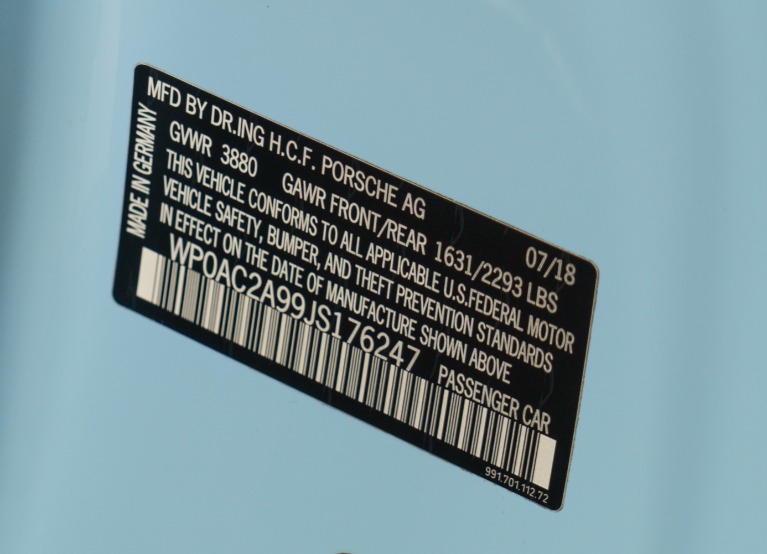 MFD BY DR.ING H.C.F. PORSCHE AG 07/18
GVWR 3880 GAWR FRONT/REAR 1631/2293 LBS
THIS VEHICLE CONFORMS TO ALL APPLICABLE U.S.FEDERAL MOTOR
VEHICLE SAFETY, BUMPER, AND THEFT PREVENTION STANDARDS
IN EFFECT ON THE DATE OF MANUFACTURE SHOWN ABOVE
WP0AC2A99JS176247 PASSENGER CAR
991.701.112.72
MADE IN GERMANY